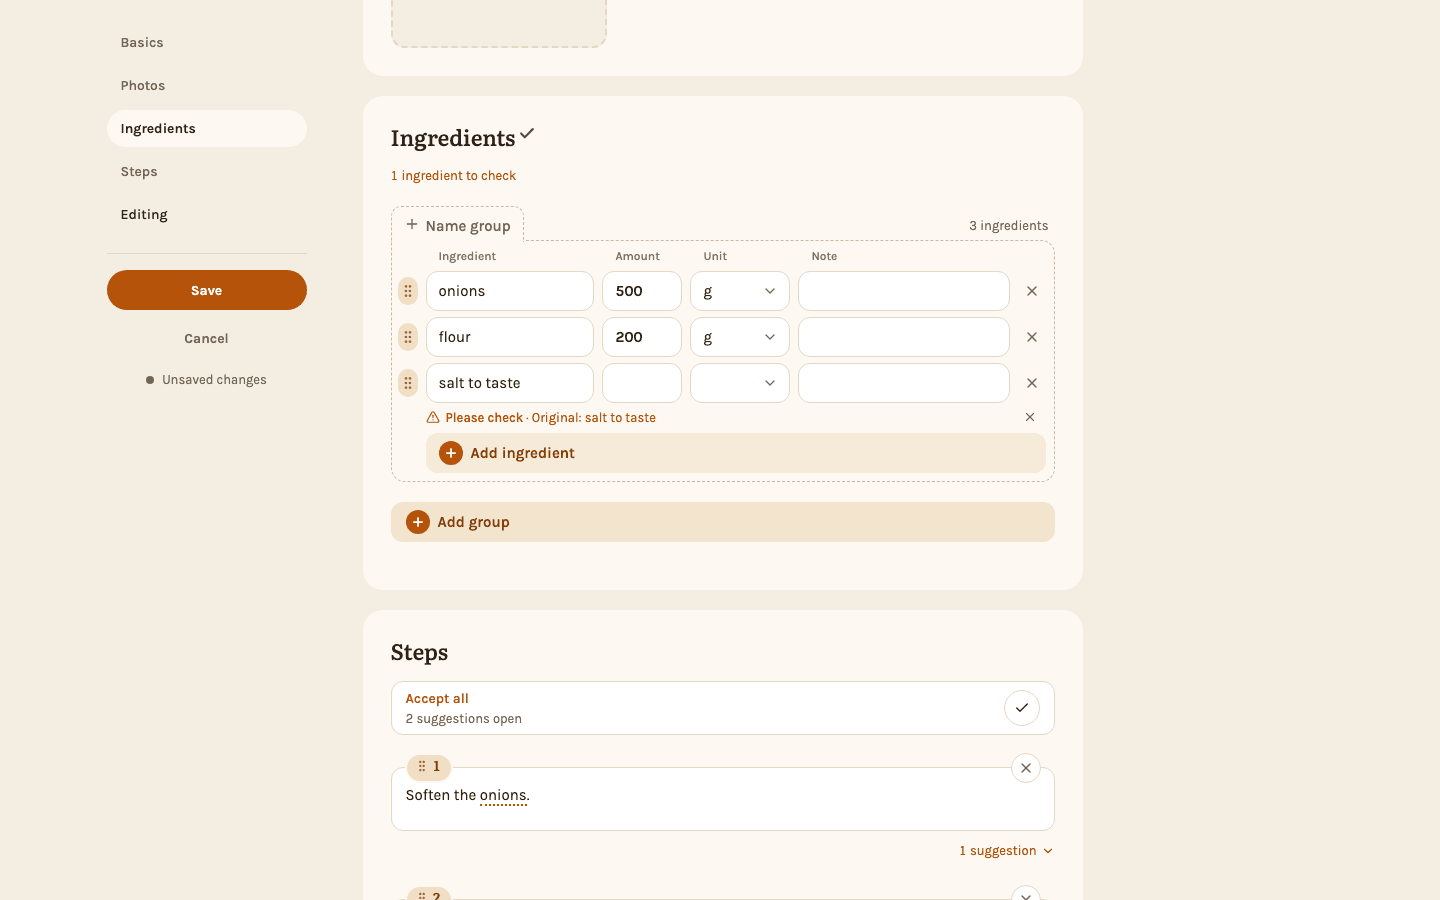 Basics
Photos
Ingredients
Steps
Editing
Save
Cancel
Unsaved changes
Ingredients
1 ingredient to check
Name group
3 ingredients
Ingredient Amount Unit Note
onions 500 g
flour 200 g
salt to taste
Please check · Original: salt to taste
Add ingredient
Add group
Steps
Accept all
2 suggestions open
1
Soften the onions.
1 suggestion
2